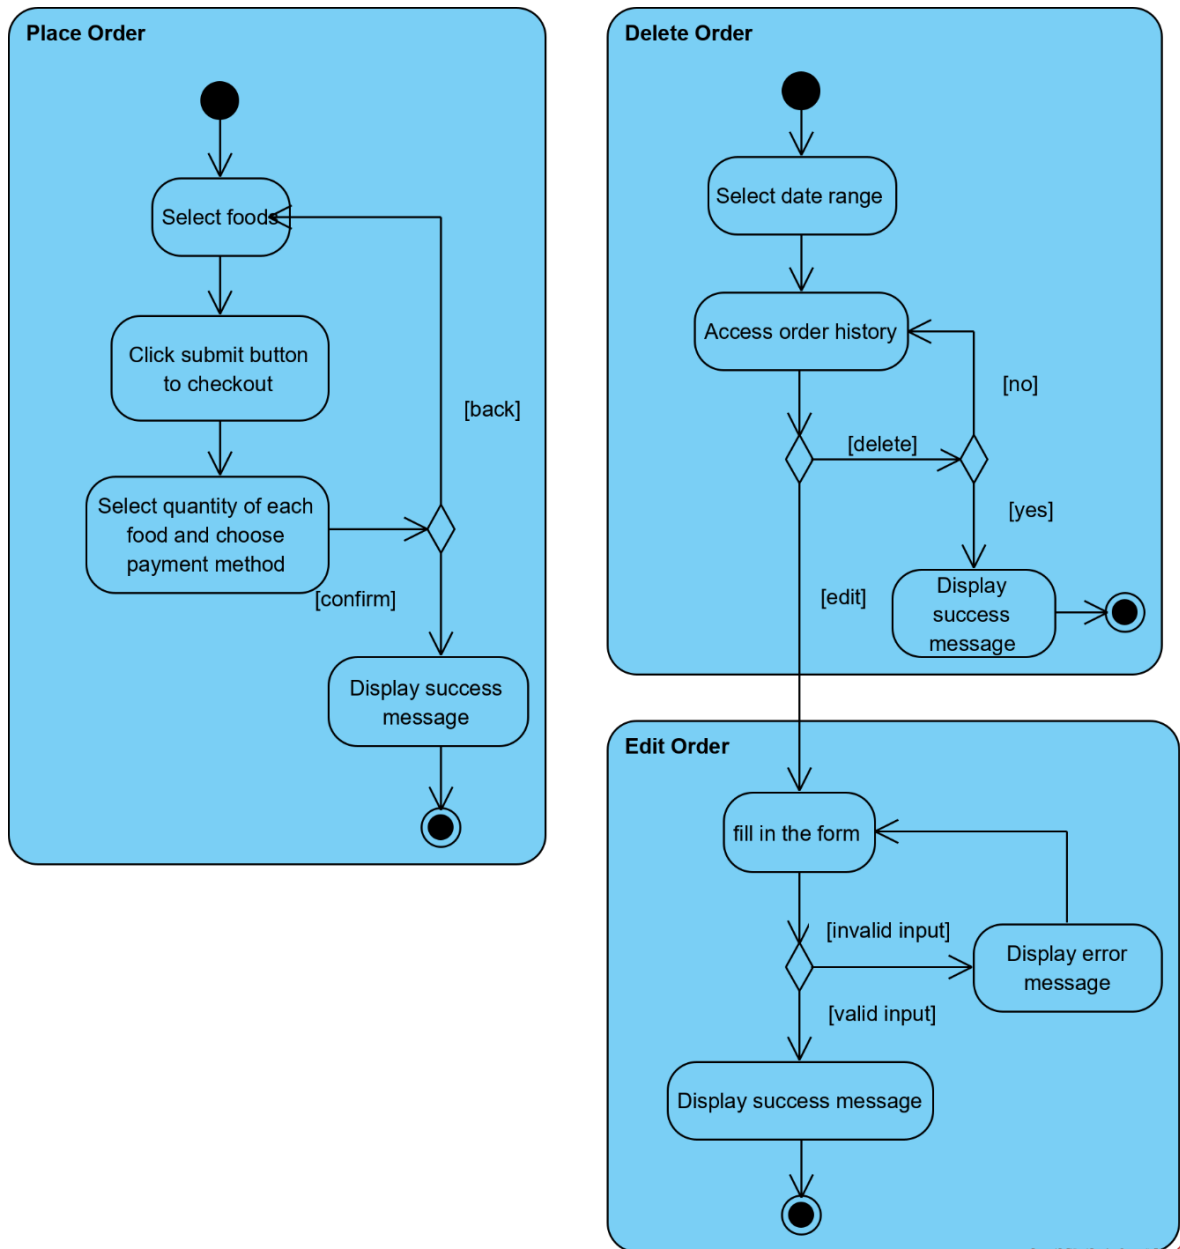 Place Order
Select foods
Click submit button
to checkout
[back]
Select quantity of each
food and choose
payment method
[confirm]
Display success
message
Delete Order
Select date range
Access order history
[no]
[delete]
[yes]
[edit]
Display
success
message
Edit Order
fill in the form
[invalid input]
Display error
message
[valid input]
Display success message